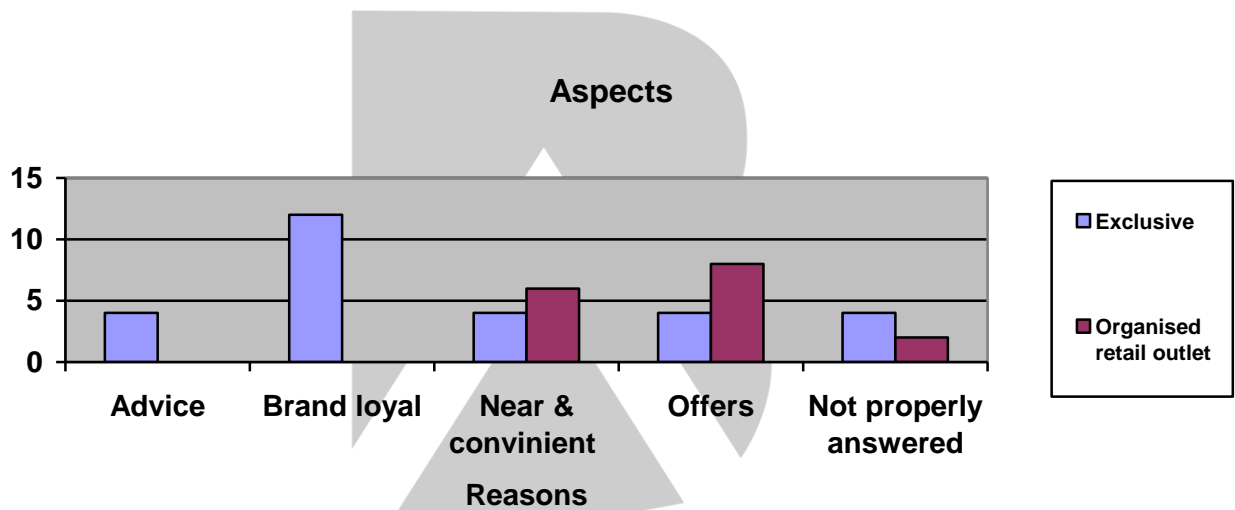 Aspects
15
10
5
0
Advice
Brand loyal
Near &
convinient
Offers
Not properly
answered
Reasons
Exclusive
Organised
retail outlet